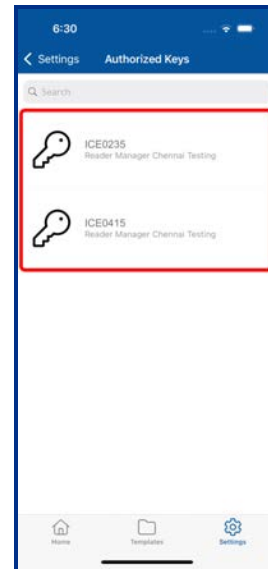 6:30
Settings
Authorized Keys
Search
ICE0235
Reader Manager Chennai Testing
ICE0415
Reader Manager Chennai Testing
Home
Templates
Settings